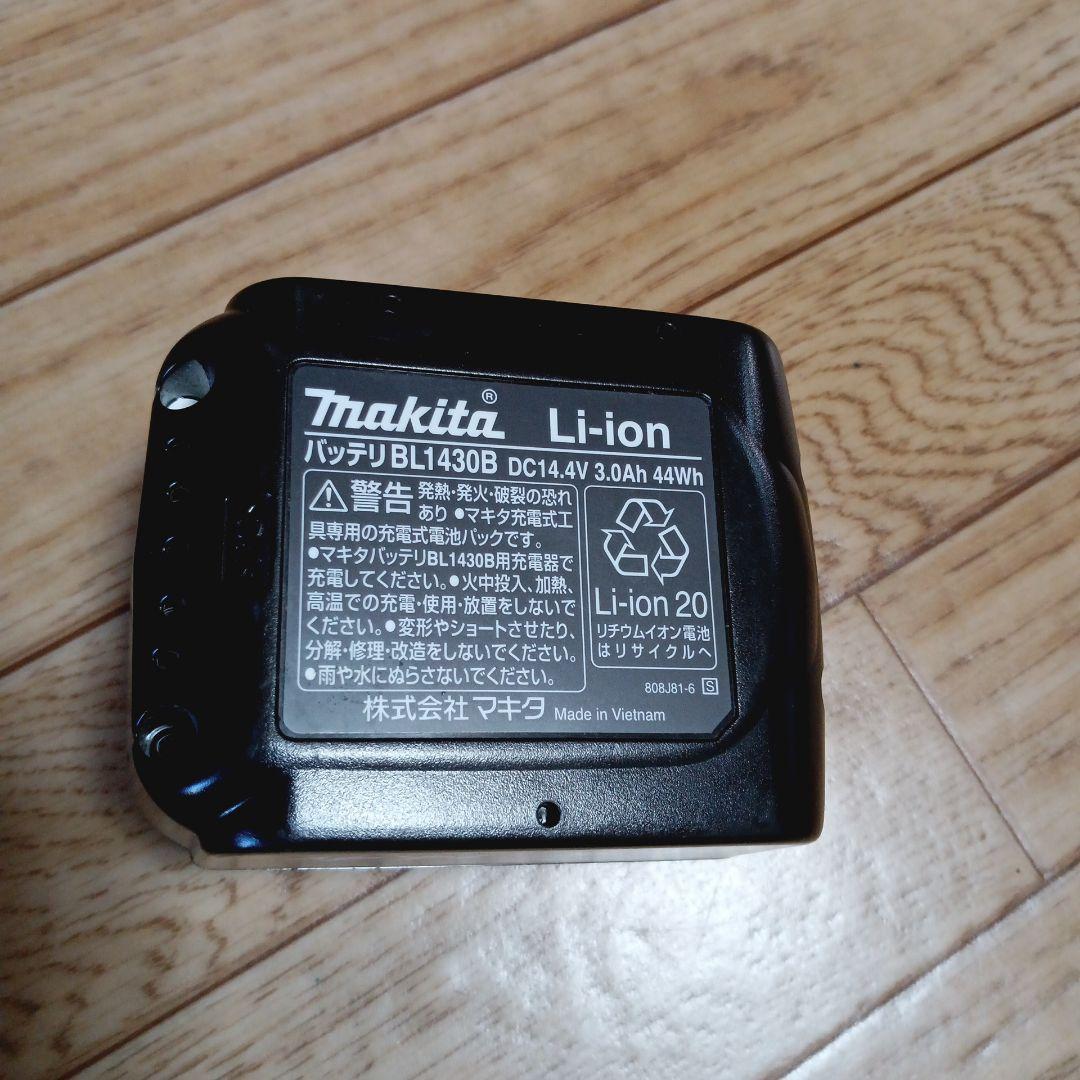 makita® Li-ion
バッテリ BL1430B DC14.4V 3.0Ah 44Wh
警告 発熱・発火・破裂の恐れ
あり ●マキタ充電式工
具専用の充電式電池パックです。
●マキタバッテリBL1430B用充電器で
充電してください。●火中投入、加熱、
高温での充電・使用・放置をしないで
ください。●変形やショートさせたり、
分解・修理・改造をしないでください。
●雨や水にぬらさないでください。
Li-ion 20
リチウムイオン電池
はリサイクルへ
808J81-6 S
株式会社 マキタ Made in Vietnam